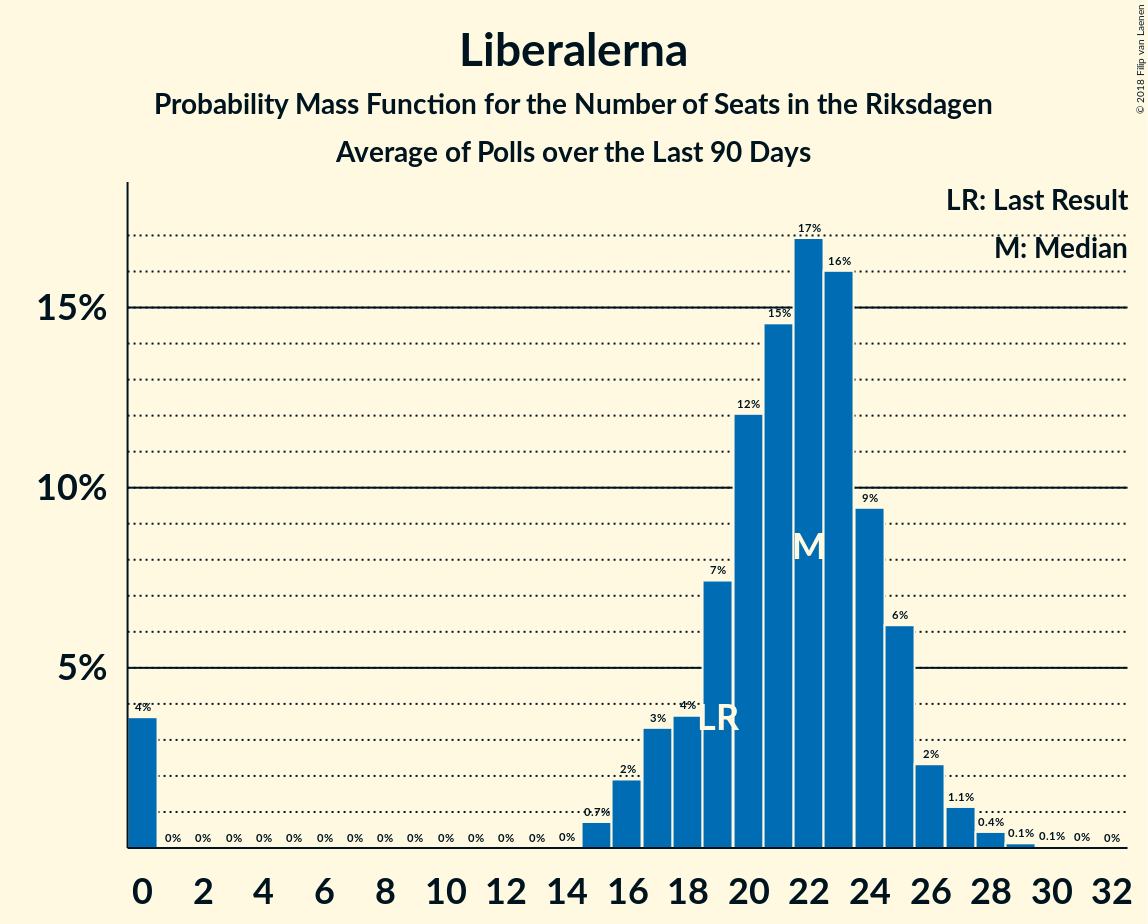 Liberalerna
Probability Mass Function for the Number of Seats in the Riksdagen
Average of Polls over the Last 90 Days
© 2018 Filip van Laenen
LR: Last Result
M: Median
15%
10%
5%
4% 0% 0% 0% 0% 0% 0% 0% 0% 0% 0% 0% 0% 0% 0% 0.7% 2% 3% 4% 7% 12% 15% 17% 16% 9% 6% 2% 1.1% 0.4% 0.1% 0.1% 0% 0%
LR
M
0 2 4 6 8 10 12 14 16 18 20 22 24 26 28 30 32